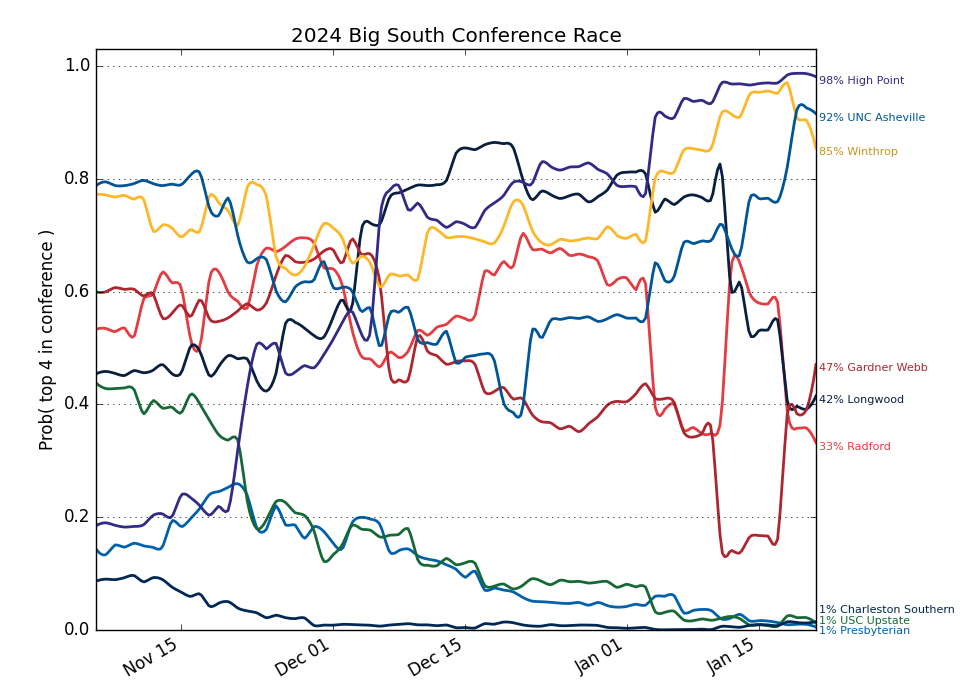 2024 Big South Conference Race
Prob( top 4 in conference )
1.0
0.8
0.6
0.4
0.2
0.0
Nov 15
Dec 01
Dec 15
Jan 01
Jan 15
98% High Point
92% UNC Asheville
85% Winthrop
47% Gardner Webb
42% Longwood
33% Radford
1% Charleston Southern
1% USC Upstate
1% Presbyterian